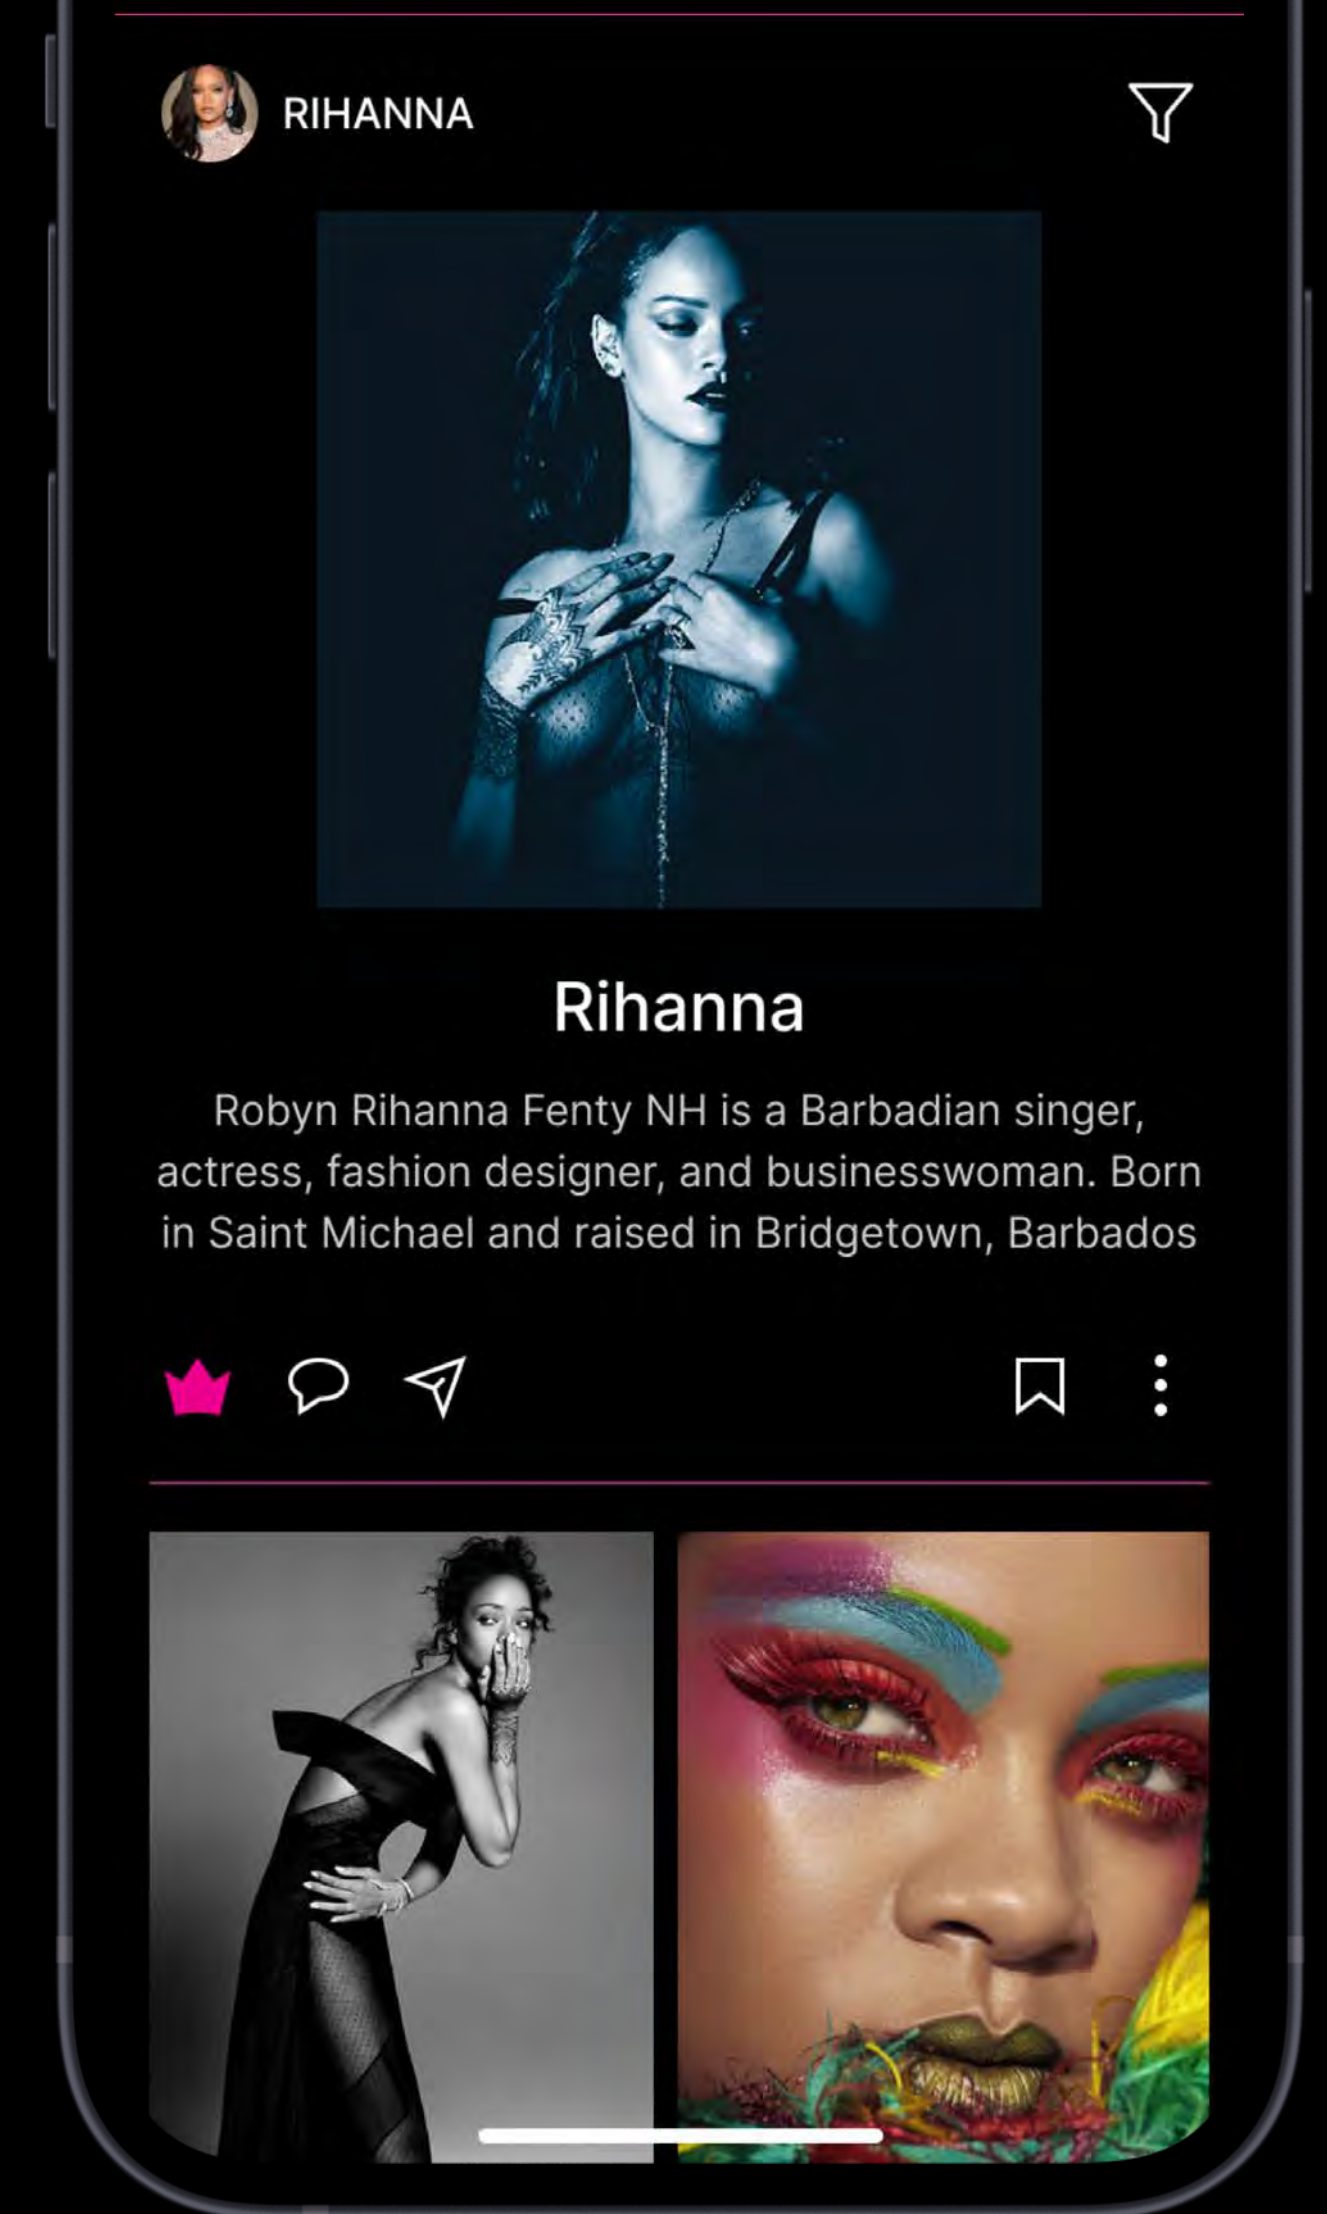 RIHANNA
Rihanna
Robyn Rihanna Fenty NH is a Barbadian singer,
actress, fashion designer, and businesswoman. Born
in Saint Michael and raised in Bridgetown, Barbados